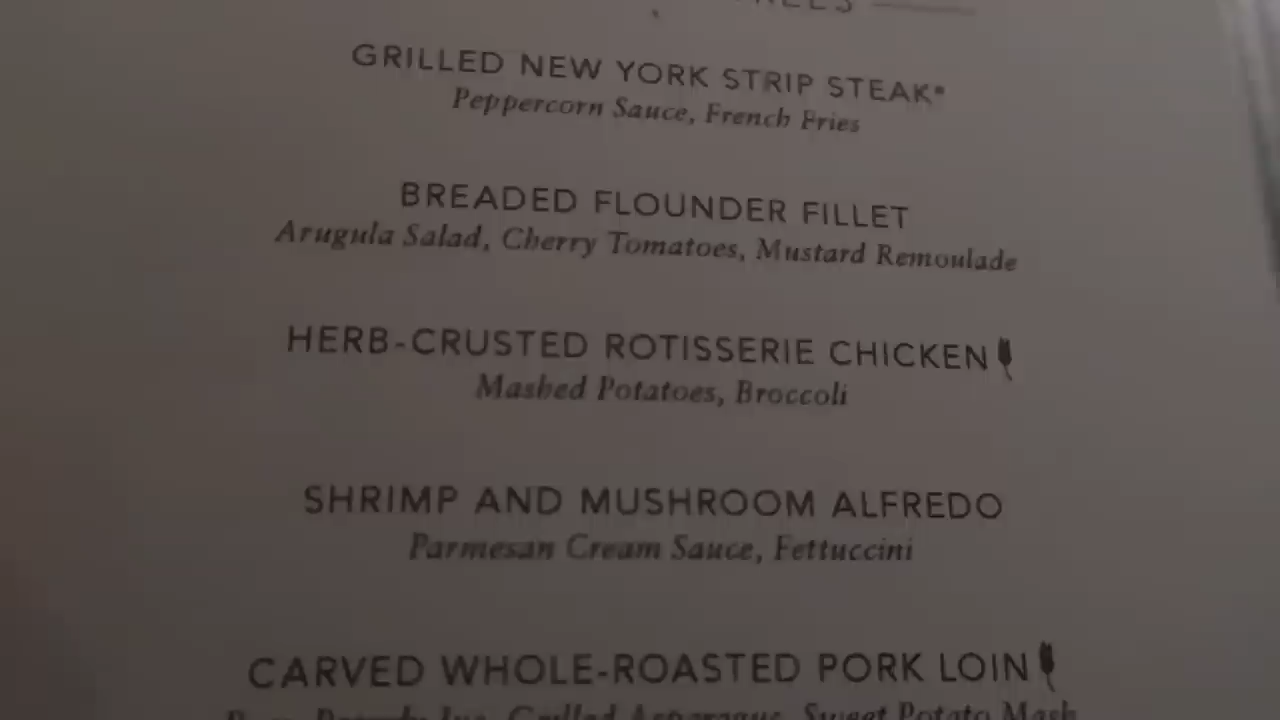 GRILLED NEW YORK STRIP STEAK*
Peppercorn Sauce, French Fries
BREADED FLOUNDER FILLET
Arugula Salad, Cherry Tomatoes, Mustard Remoulade
HERB-CRUSTED ROTISSERIE CHICKEN
Mashed Potatoes, Broccoli
SHRIMP AND MUSHROOM ALFREDO
Parmesan Cream Sauce, Fettuccini
CARVED WHOLE-ROASTED PORK LOIN
Grilled Asparagus, Sweet Potato Mash